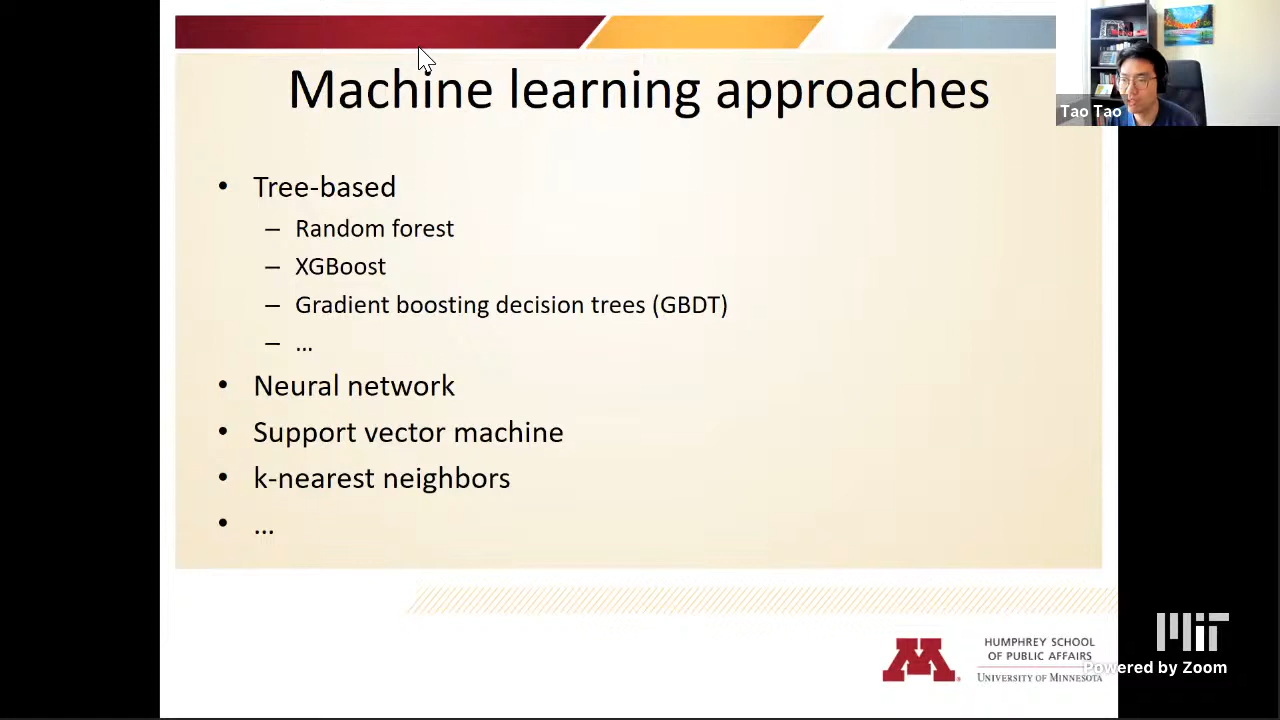 Machine learning approaches
Tao Tao
• Tree-based
– Random forest
– XGBoost
– Gradient boosting decision trees (GBDT)
– ...
• Neural network
• Support vector machine
• k-nearest neighbors
• ...
M
HUMPHREY SCHOOL
OF PUBLIC AFFAIRS
UNIVERSITY OF MINNESOTA
MIT
Powered by Zoom